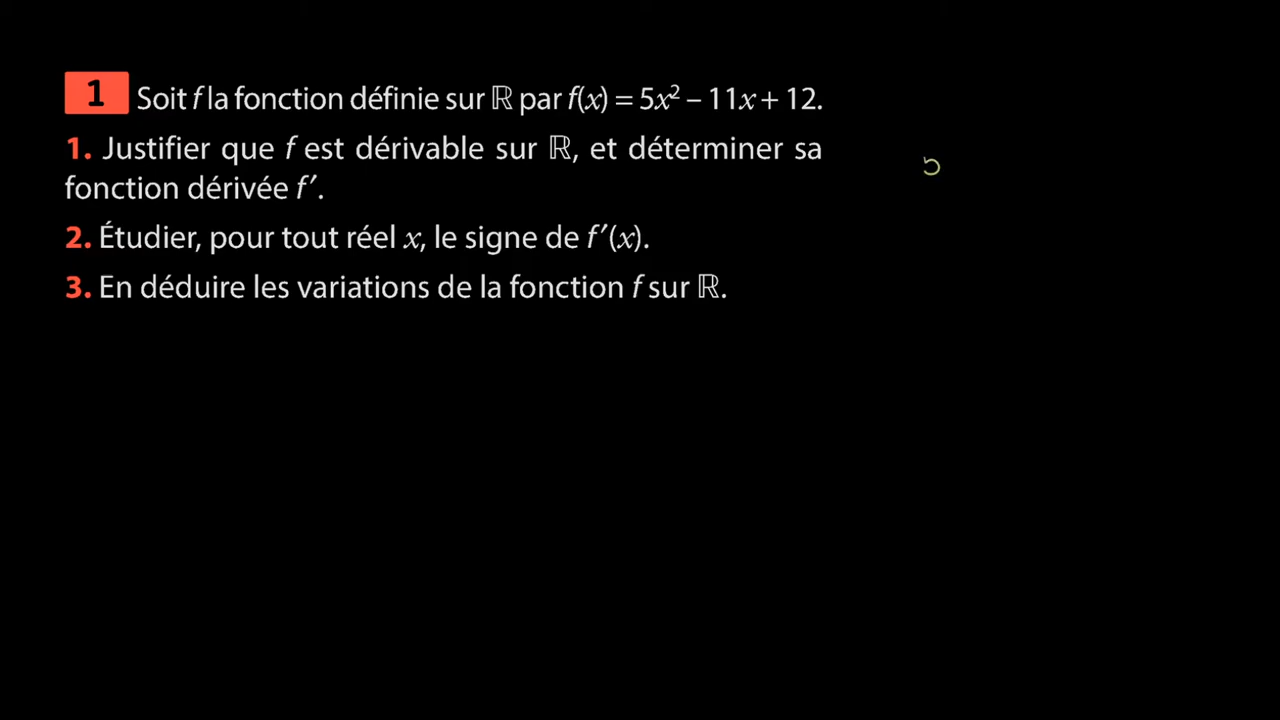 1 Soit f la fonction définie sur ℝ par f(x) = 5x² – 11x + 12.
1. Justifier que f est dérivable sur ℝ, et déterminer sa
fonction dérivée f′.
2. Étudier, pour tout réel x, le signe de f′(x).
3. En déduire les variations de la fonction f sur ℝ.